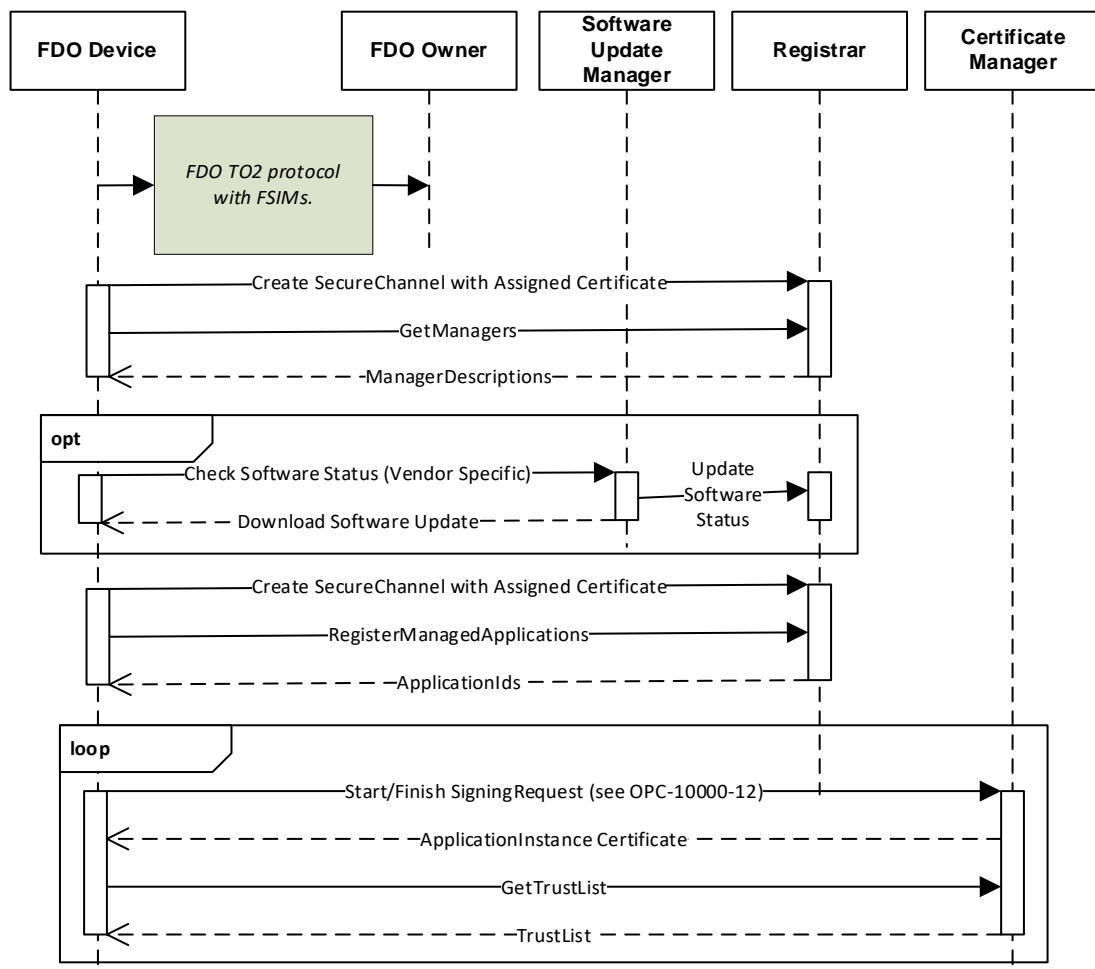 FDO Device
FDO Owner
Software
Update
Manager
Registrar
Certificate
Manager
FDO TO2 protocol
with FSIMs.
Create SecureChannel with Assigned Certificate
GetManagers
ManagerDescriptions
opt
Check Software Status (Vendor Specific)
Update
Software
Status
Download Software Update
Create SecureChannel with Assigned Certificate
RegisterManagedApplications
ApplicationIds
loop
Start/Finish SigningRequest (see OPC-10000-12)
ApplicationInstance Certificate
GetTrustList
TrustList